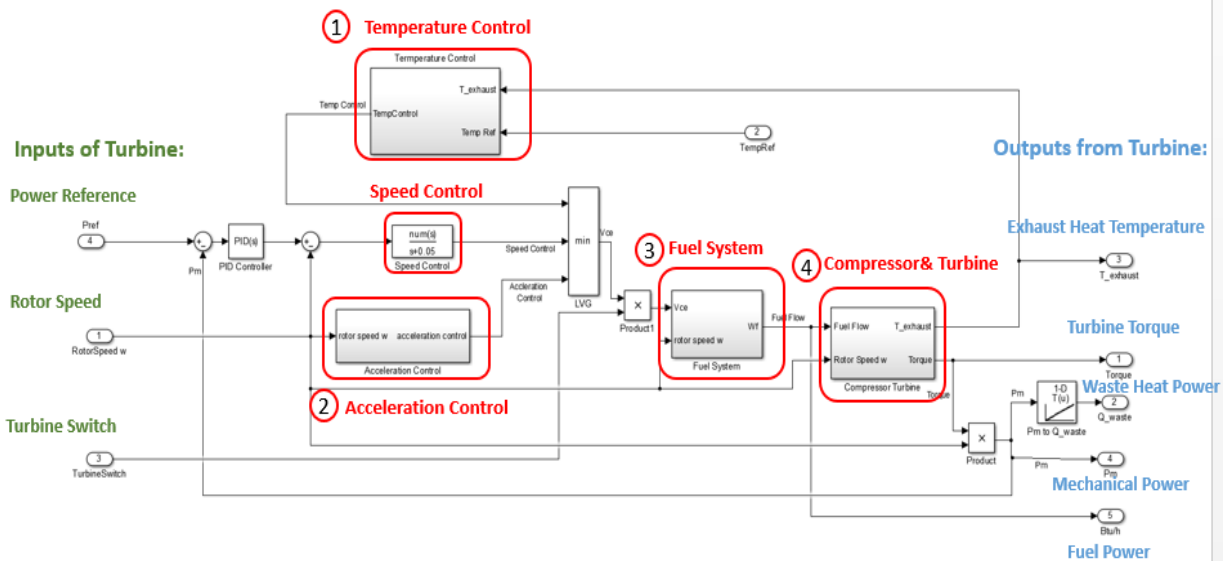 1 Temperature Control
Termperature Control
T_exhaust
Temp Control
TempControl
Temp Ref
2
TempRef
Inputs of Turbine:
Outputs from Turbine:
Power Reference
Speed Control
Pref
4
+_
PID(s)
PID Controller
+_
num(s)
s+0.05
Speed Control
Speed Control
min
Vce
LVG
Pm
Exhaust Heat Temperature
3
T_exhaust
3 Fuel System
4 Compressor& Turbine
Rotor Speed
1
RotorSpeed w
rotor speed w
acceleration control
Acceleration Control
Accleration
Control
×
Product1
Vce
Wf
rotor speed w
Fuel System
Fuel Flow
Fuel Flow
T_exhaust
Rotor Speed w
Torque
Compressor Turbine
Turbine Torque
1
Torque
Torque
2 Acceleration Control
Waste Heat Power
Pm
1-D
T(u)
Pm to Q_waste
2
Q_waste
Turbine Switch
3
TurbineSwitch
×
Product
Pm
4
Pm
Mechanical Power
5
Btu/h
Fuel Power